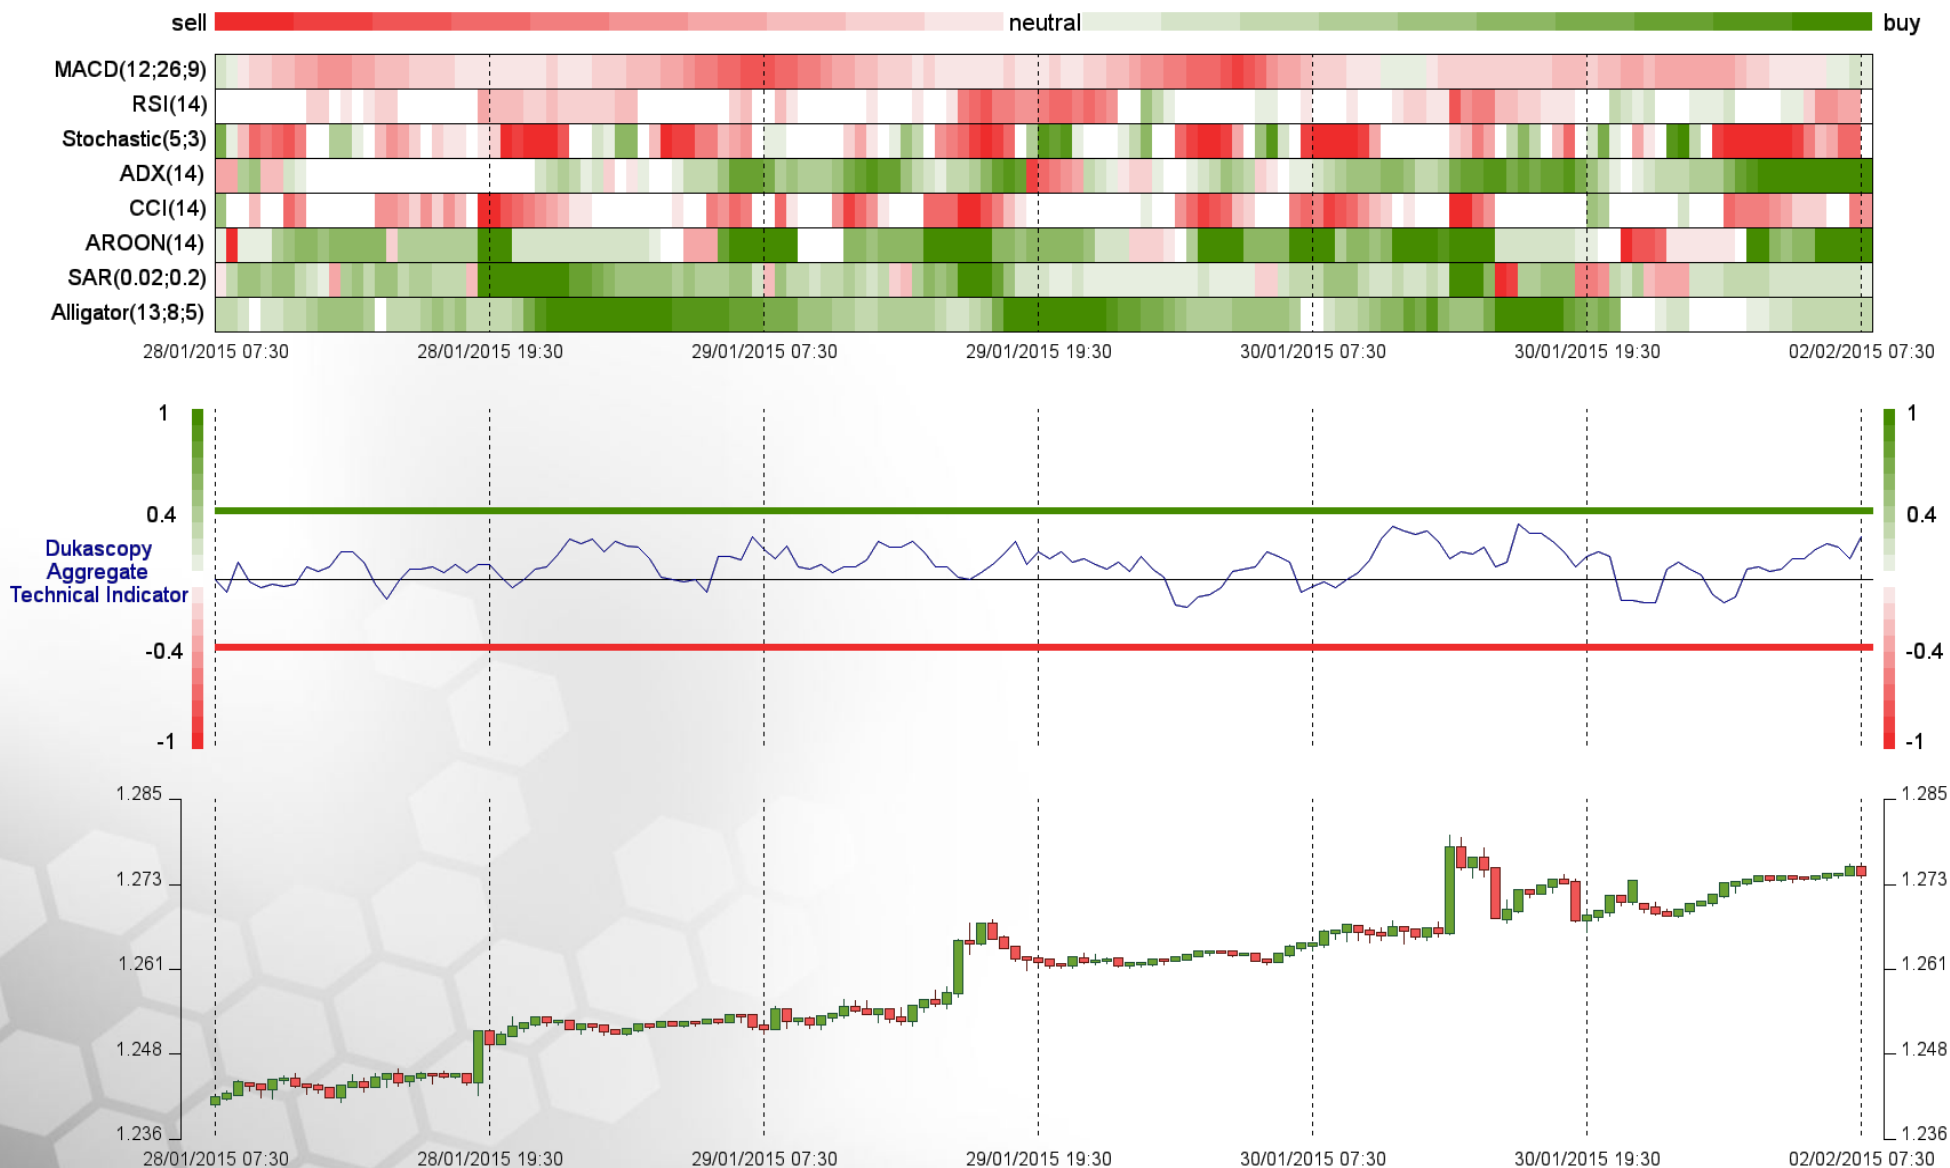 sell neutral buy
MACD(12;26;9)
RSI(14)
Stochastic(5;3)
ADX(14)
CCI(14)
AROON(14)
SAR(0.02;0.2)
Alligator(13;8;5)
28/01/2015 07:30 28/01/2015 19:30 29/01/2015 07:30 29/01/2015 19:30 30/01/2015 07:30 30/01/2015 19:30 02/02/2015 07:30
1 1
0.4 0.4
Dukascopy
Aggregate
Technical Indicator
-0.4 -0.4
-1 -1
1.285 1.285
1.273 1.273
1.261 1.261
1.248 1.248
1.236 1.236
28/01/2015 07:30 28/01/2015 19:30 29/01/2015 07:30 29/01/2015 19:30 30/01/2015 07:30 30/01/2015 19:30 02/02/2015 07:30